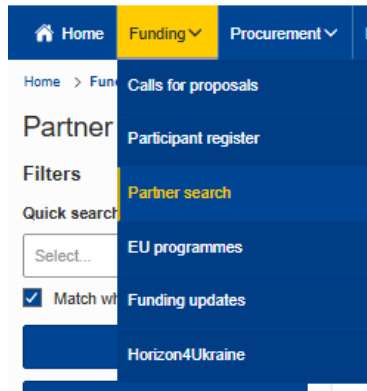 Home Funding Procurement
Home > Fun
Calls for proposals
Partner
Participant register
Filters
Partner search
Quick search
EU programmes
Select...
Match wh
Funding updates
Horizon4Ukraine